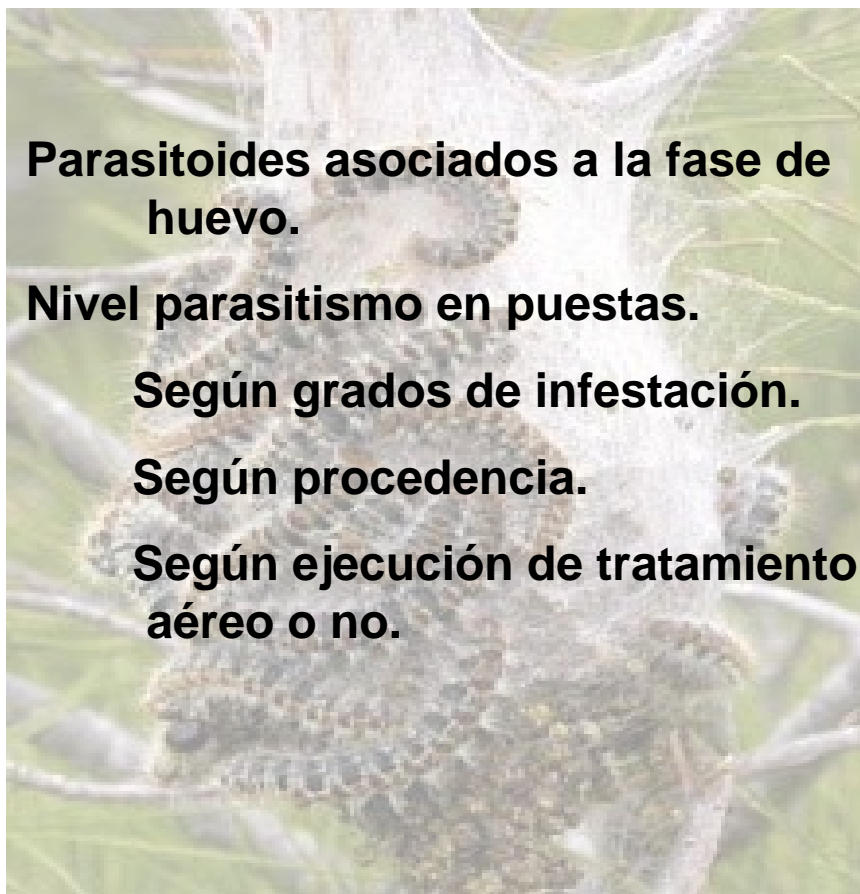 Parasitoides asociados a la fase de
huevo.
Nivel parasitismo en puestas.
Según grados de infestación.
Según procedencia.
Según ejecución de tratamiento
aéreo o no.